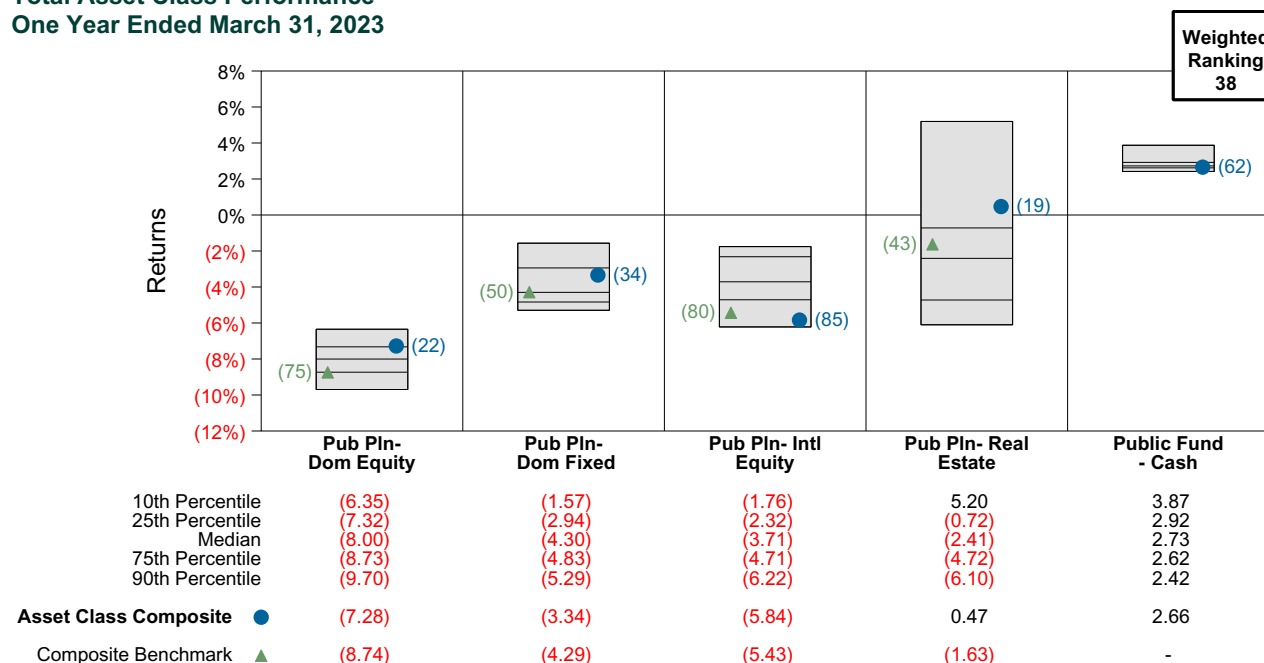 Total Asset Class Performance
One Year Ended March 31, 2023
Weighted
Ranking
38
8%
6%
4%
2%
0%
(2%)
(4%)
(6%)
(8%)
(10%)
(12%)
Returns
(75) (22)
(50) (34)
(80) (85)
(43) (19)
(62)
Pub Pln- Dom Equity Pub Pln- Dom Fixed Pub Pln- Intl Equity Pub Pln- Real Estate Public Fund - Cash
10th Percentile (6.35) (1.57) (1.76) 5.20 3.87
25th Percentile (7.32) (2.94) (2.32) (0.72) 2.92
Median (8.00) (4.30) (3.71) (2.41) 2.73
75th Percentile (8.73) (4.83) (4.71) (4.72) 2.62
90th Percentile (9.70) (5.29) (6.22) (6.10) 2.42
Asset Class Composite (7.28) (3.34) (5.84) 0.47 2.66
Composite Benchmark (8.74) (4.29) (5.43) (1.63) -